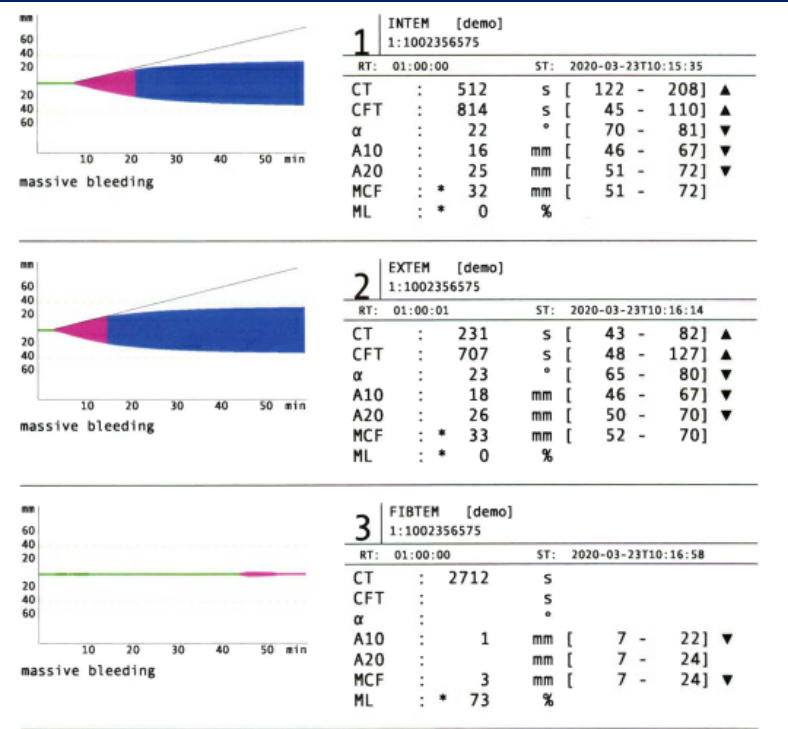 mm
60
40
20
20
40
60
10 20 30 40 50 min
massive bleeding
1
INTEM [demo]
1:1002356575
RT: 01:00:00 ST: 2020-03-23T10:15:35
CT : 512 s [ 122 - 208] ▲
CFT : 814 s [ 45 - 110] ▲
α : 22 ° [ 70 - 81] ▼
A10 : 16 mm [ 46 - 67] ▼
A20 : 25 mm [ 51 - 72] ▼
MCF : * 32 mm [ 51 - 72]
ML : * 0 %
mm
60
40
20
20
40
60
10 20 30 40 50 min
massive bleeding
2
EXTEM [demo]
1:1002356575
RT: 01:00:01 ST: 2020-03-23T10:16:14
CT : 231 s [ 43 - 82] ▲
CFT : 707 s [ 48 - 127] ▲
α : 23 ° [ 65 - 80] ▼
A10 : 18 mm [ 46 - 67] ▼
A20 : 26 mm [ 50 - 70] ▼
MCF : * 33 mm [ 52 - 70]
ML : * 0 %
mm
60
40
20
20
40
60
10 20 30 40 50 min
massive bleeding
3
FIBTEM [demo]
1:1002356575
RT: 01:00:00 ST: 2020-03-23T10:16:58
CT : 2712 s
CFT : s
α : °
A10 : 1 mm [ 7 - 22] ▼
A20 : mm [ 7 - 24]
MCF : 3 mm [ 7 - 24] ▼
ML : * 73 %